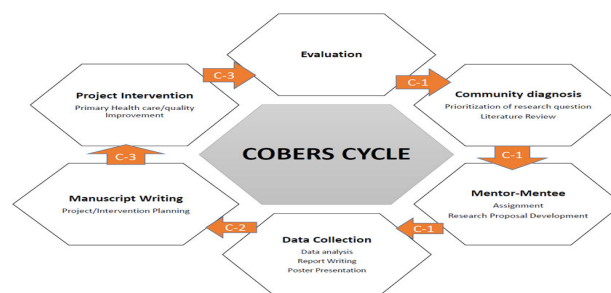 Evaluation
C-3
C-1
Project Intervention
Primary Health care/quality
Improvement
Community diagnosis
Prioritization of research question
Literature Review
COBERS CYCLE
C-3
C-1
Manuscript Writing
Project/Intervention Planning
Mentor-Mentee
Assignment
Research Proposal Development
C-2
C-1
Data Collection
Data analysis
Report Writing
Poster Presentation